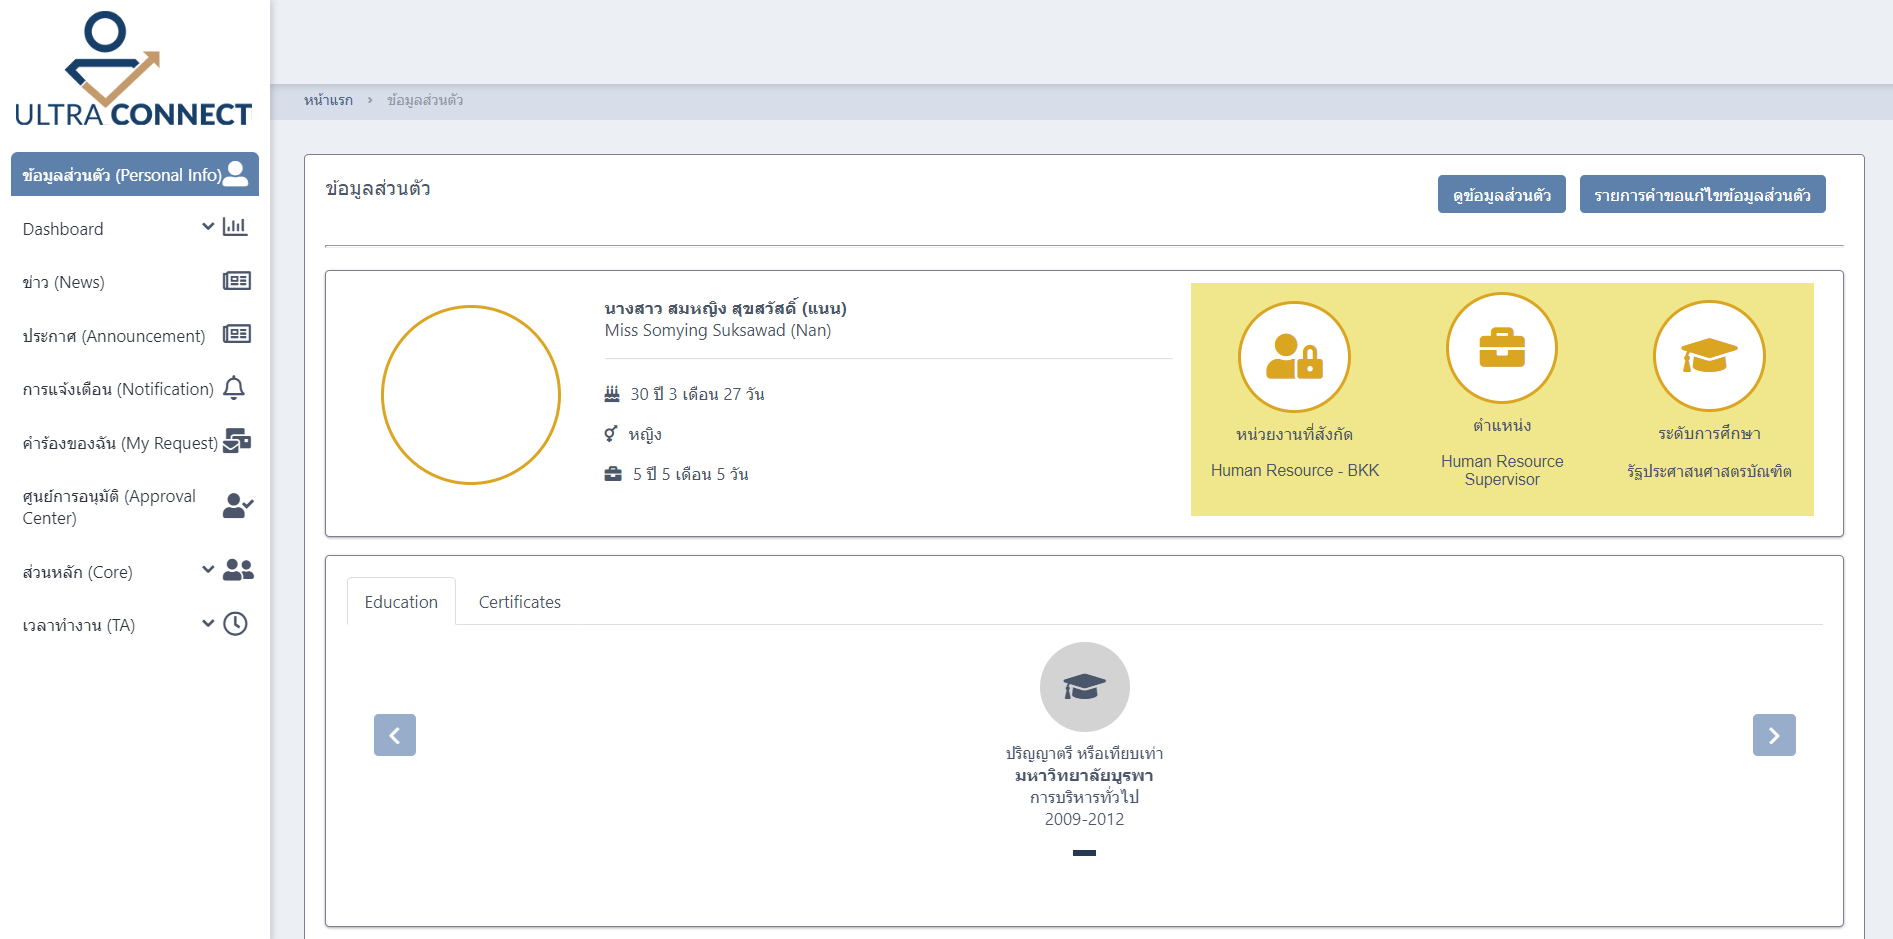 ULTRA CONNECT
ข้อมูลส่วนตัว (Personal Info)
Dashboard
ข่าว (News)
ประกาศ (Announcement)
การแจ้งเตือน (Notification)
คำร้องของฉัน (My Request)
ศูนย์การอนุมัติ (Approval
Center)
ส่วนหลัก (Core)
เวลาทำงาน (TA)
หน้าแรก › ข้อมูลส่วนตัว
ข้อมูลส่วนตัว
ดูข้อมูลส่วนตัว
รายการคำขอแก้ไขข้อมูลส่วนตัว
นางสาว สมหญิง สุขสวัสดิ์ (แนน)
Miss Somying Suksawad (Nan)
30 ปี 3 เดือน 27 วัน
หญิง
5 ปี 5 เดือน 5 วัน
หน่วยงานที่สังกัด
Human Resource - BKK
ตำแหน่ง
Human Resource
Supervisor
ระดับการศึกษา
รัฐประศาสนศาสตรบัณฑิต
Education
Certificates
ปริญญาตรี หรือเทียบเท่า
มหาวิทยาลัยบูรพา
การบริหารทั่วไป
2009-2012